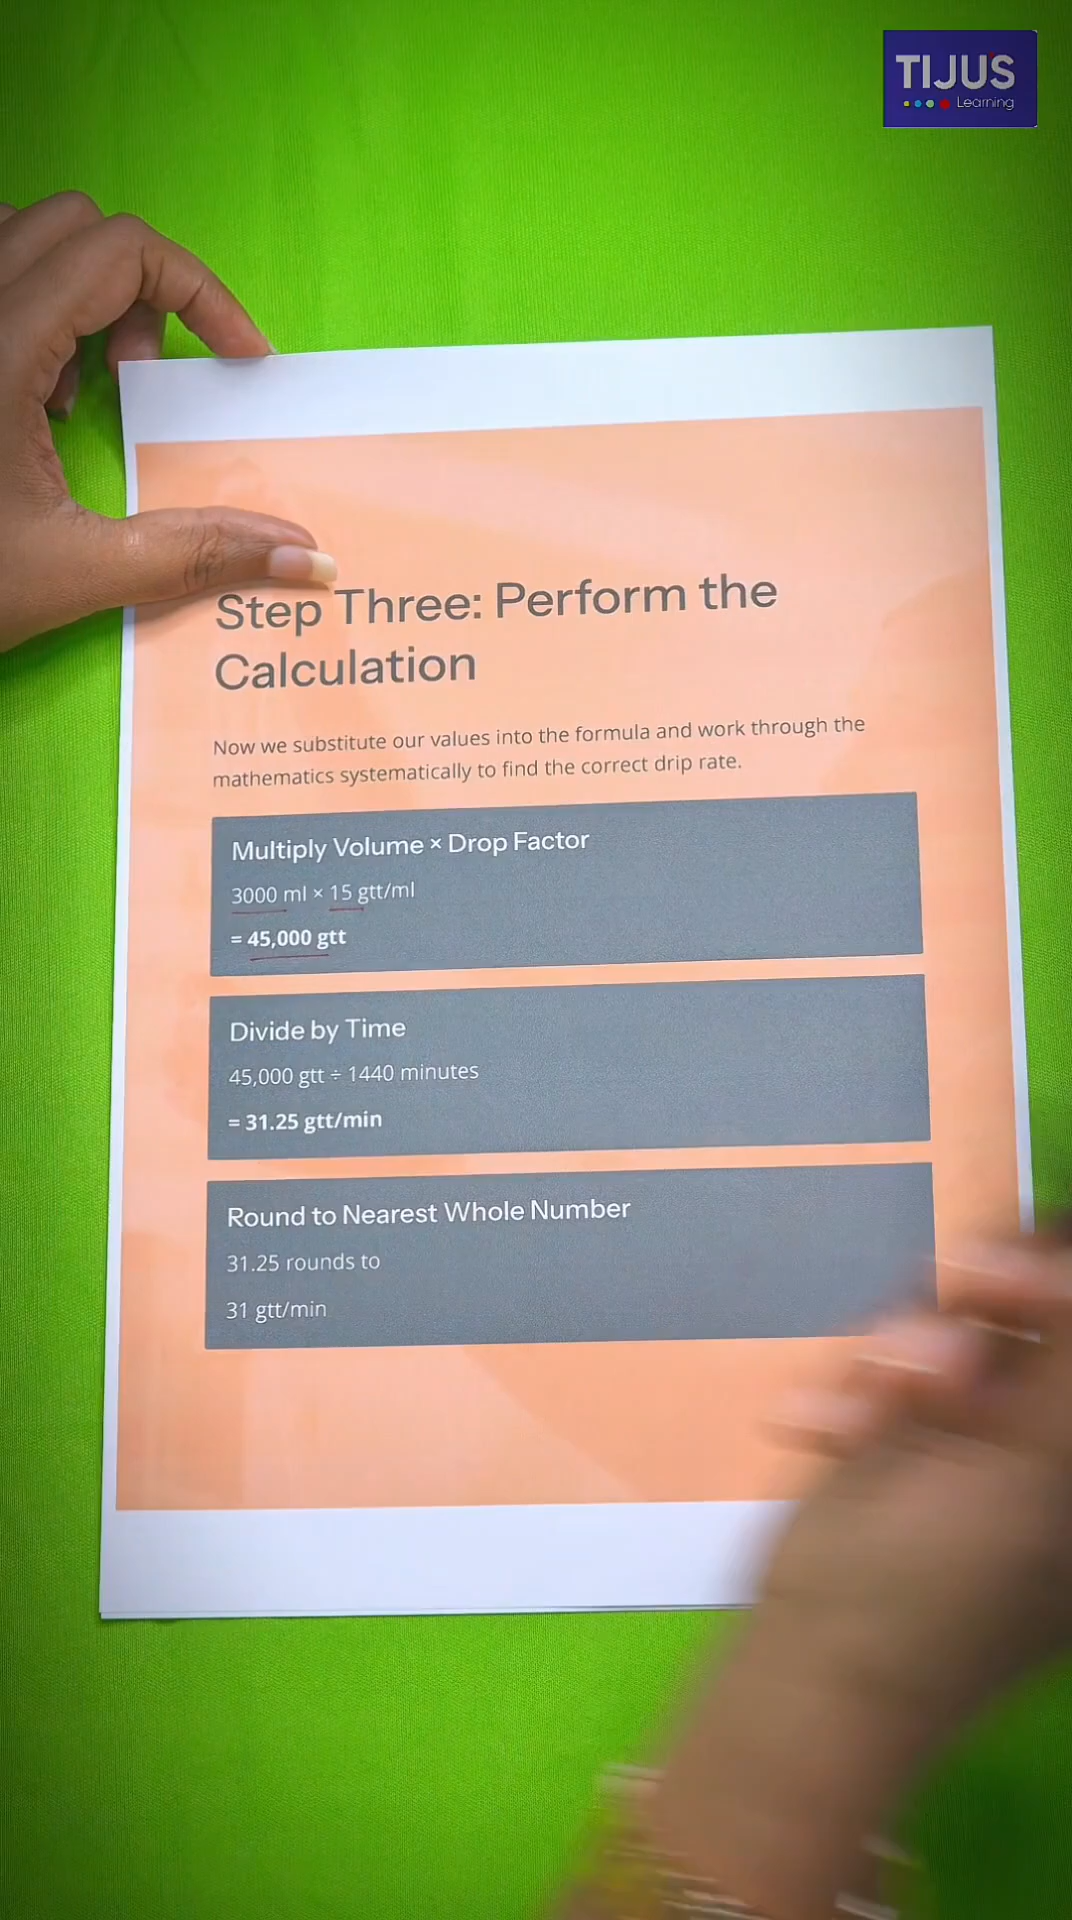 TIJU'S
Learning
Step Three: Perform the
Calculation
Now we substitute our values into the formula and work through the
mathematics systematically to find the correct drip rate.
Multiply Volume × Drop Factor
3000 ml × 15 gtt/ml
= 45,000 gtt
Divide by Time
45,000 gtt ÷ 1440 minutes
= 31.25 gtt/min
Round to Nearest Whole Number
31.25 rounds to
31 gtt/min